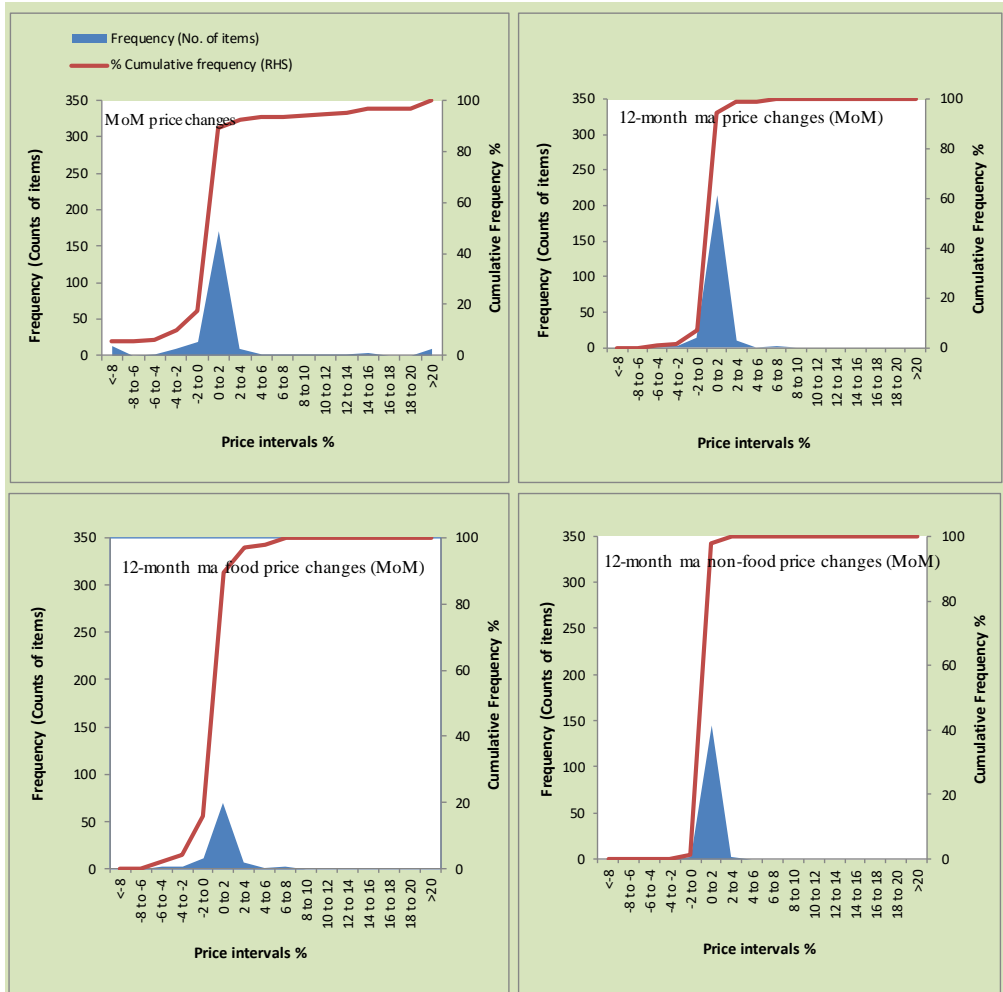 Frequency (No. of items)
% Cumulative frequency (RHS)
MoM price changes
350
300
250
200
150
100
50
0
100
80
60
40
20
0
Frequency (Counts of items)
Cumulative Frequency %
<-8
-8 to -6
-6 to -4
-4 to -2
-2 to 0
0 to 2
2 to 4
4 to 6
6 to 8
8 to 10
10 to 12
12 to 14
14 to 16
16 to 18
18 to 20
>20
Price intervals %
12-month ma price changes (MoM)
350
300
250
200
150
100
50
0
100
80
60
40
20
0
Frequency (Counts of items)
Cumulative Frequency %
<-8
-8 to -6
-6 to -4
-4 to -2
-2 to 0
0 to 2
2 to 4
4 to 6
6 to 8
8 to 10
10 to 12
12 to 14
14 to 16
16 to 18
18 to 20
>20
Price intervals %
12-month ma food price changes (MoM)
350
300
250
200
150
100
50
0
100
80
60
40
20
0
Frequency (Counts of items)
Cumulative Frequency %
<-8
-8 to -6
-6 to -4
-4 to -2
-2 to 0
0 to 2
2 to 4
4 to 6
6 to 8
8 to 10
10 to 12
12 to 14
14 to 16
16 to 18
18 to 20
>20
Price intervals %
12-month ma non-food price changes (MoM)
350
300
250
200
150
100
50
0
100
80
60
40
20
0
Frequency (Counts of items)
Cumulative Frequency %
<-8
-8 to -6
-6 to -4
-4 to -2
-2 to 0
0 to 2
2 to 4
4 to 6
6 to 8
8 to 10
10 to 12
12 to 14
14 to 16
16 to 18
18 to 20
>20
Price intervals %